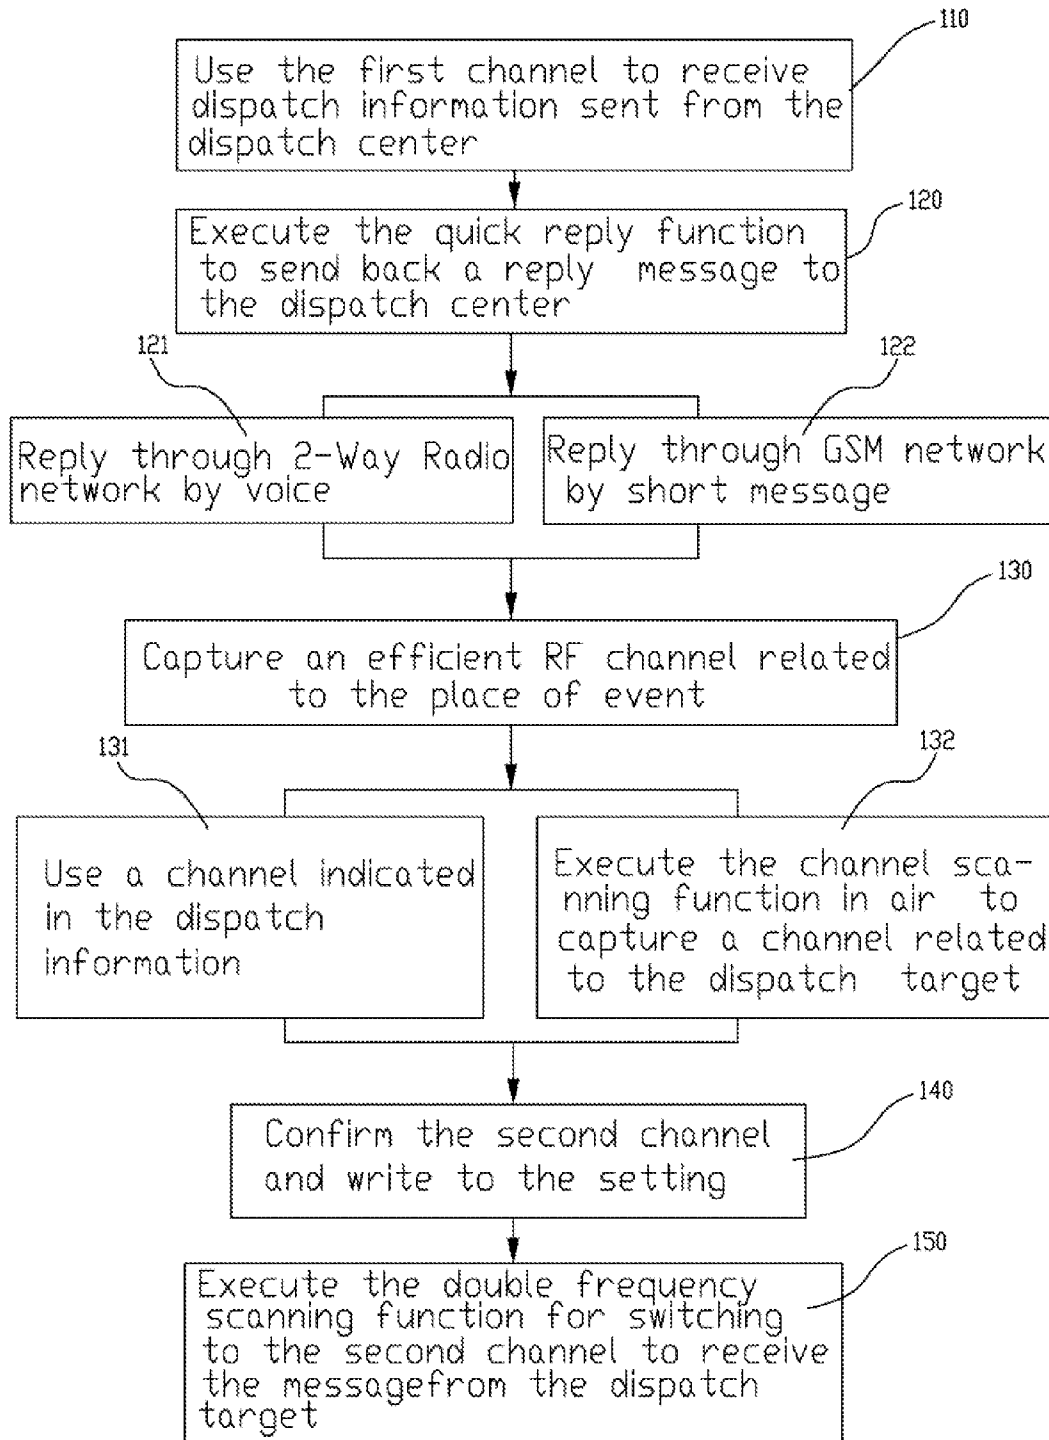 110
Use the first channel to receive
dispatch information sent from the
dispatch center
120
Execute the quick reply function
to send back a reply message to
the dispatch center
121
122
Reply through 2-Way Radio
network by voice
Reply through GSM network
by short message
130
Capture an efficient RF channel related
to the place of event
131
132
Use a channel indicated
in the dispatch
information
Execute the channel sca-
nning function in air to
capture a channel related
to the dispatch target
140
Confirm the second channel
and write to the setting
150
Execute the double frequency
scanning function for switching
to the second channel to receive
the messagefrom the dispatch
target